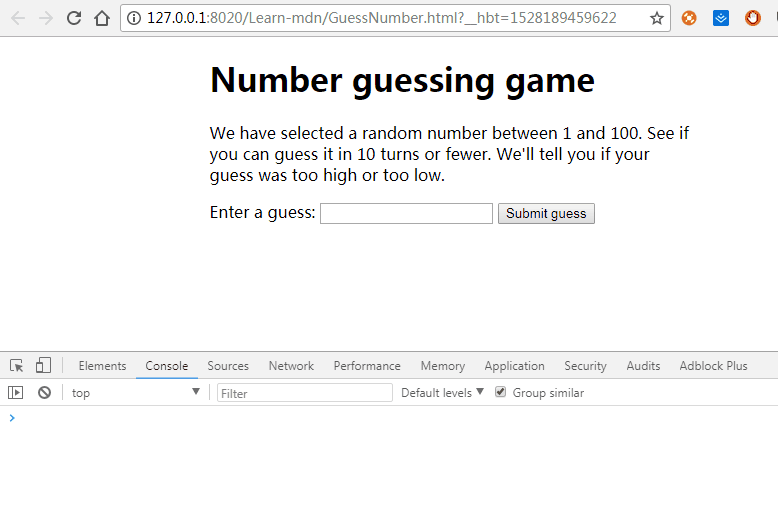 127.0.0.1:8020/Learn-mdn/GuessNumber.html?__hbt=1528189459622
Number guessing game
We have selected a random number between 1 and 100. See if
you can guess it in 10 turns or fewer. We'll tell you if your
guess was too high or too low.
Enter a guess: Submit guess
Elements Console Sources Network Performance Memory Application Security Audits Adblock Plus
top Filter Default levels Group similar